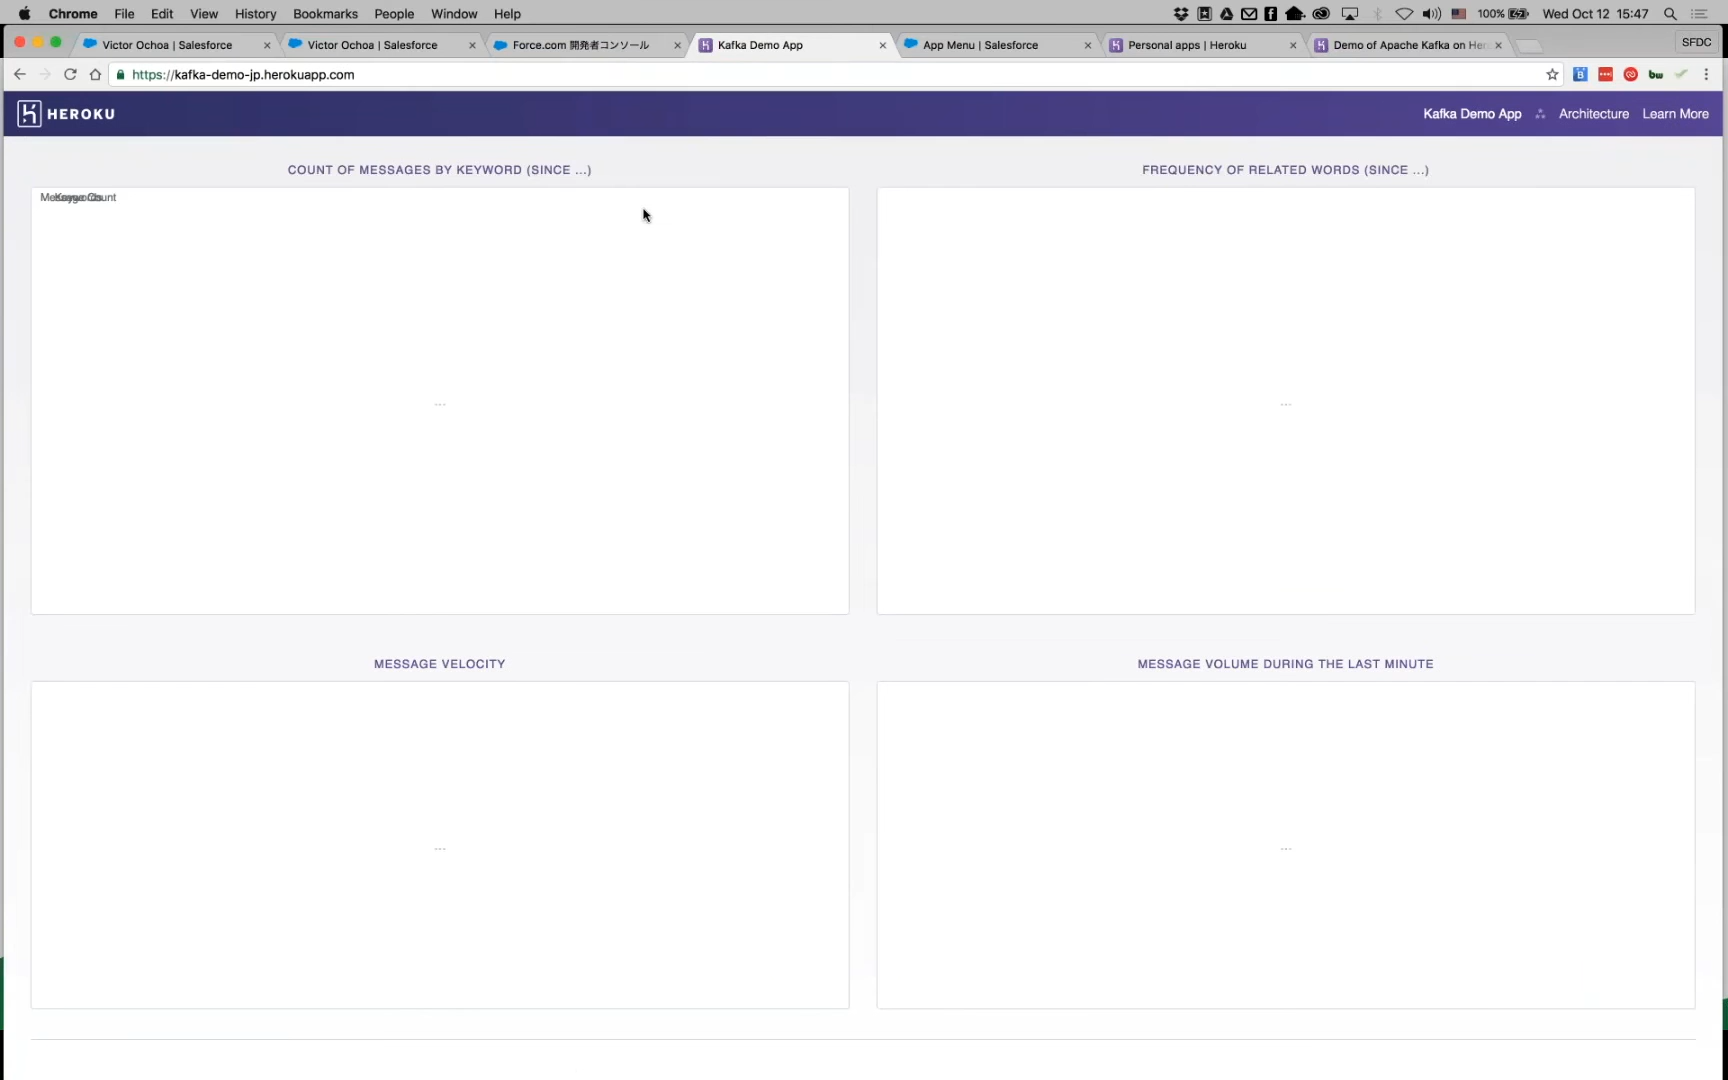 Chrome File Edit View History Bookmarks People Window Help 100% Wed Oct 12 15:47
Victor Ochoa | Salesforce Victor Ochoa | Salesforce Force.com 開発者コンソール Kafka Demo App App Menu | Salesforce Personal apps | Heroku Demo of Apache Kafka on Her SFDC
https://kafka-demo-jp.herokuapp.com bw
HEROKU Kafka Demo App Architecture Learn More
COUNT OF MESSAGES BY KEYWORD (SINCE ...) FREQUENCY OF RELATED WORDS (SINCE ...)
... ...
MESSAGE VELOCITY MESSAGE VOLUME DURING THE LAST MINUTE
... ...